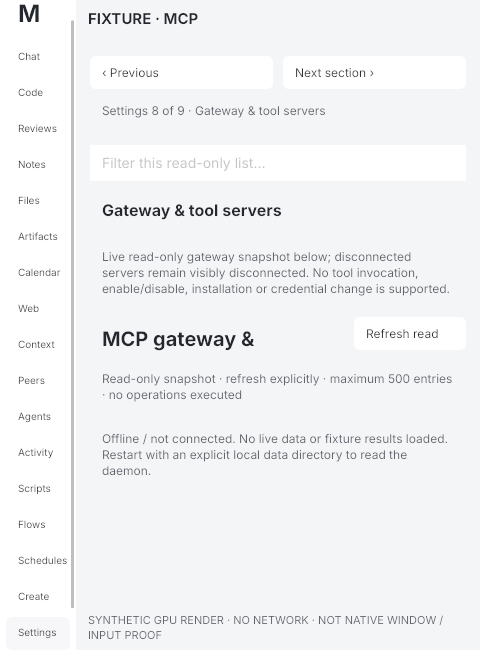 M
Chat
Code
Reviews
Notes
Files
Artifacts
Calendar
Web
Context
Peers
Agents
Activity
Scripts
Flows
Schedules
Create
Settings
FIXTURE · MCP
‹ Previous
Next section ›
Settings 8 of 9 · Gateway & tool servers
Filter this read-only list...
Gateway & tool servers
Live read-only gateway snapshot below; disconnected
servers remain visibly disconnected. No tool invocation,
enable/disable, installation or credential change is supported.
MCP gateway &
Refresh read
Read-only snapshot · refresh explicitly · maximum 500 entries
· no operations executed
Offline / not connected. No live data or fixture results loaded.
Restart with an explicit local data directory to read the
daemon.
SYNTHETIC GPU RENDER · NO NETWORK · NOT NATIVE WINDOW /
INPUT PROOF